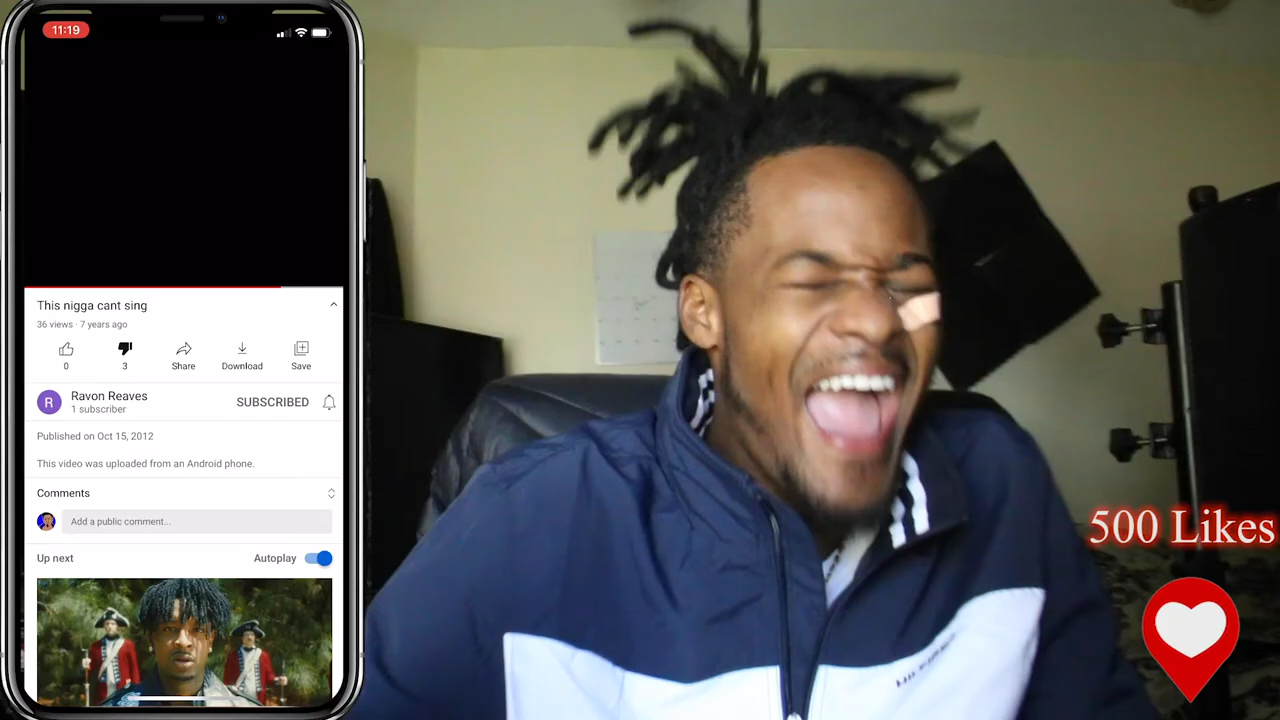 11:19
This nigga cant sing
36 views · 7 years ago
0
3
Share
Download
Save
R
Ravon Reaves
1 subscriber
SUBSCRIBED
Published on Oct 15, 2012
This video was uploaded from an Android phone.
Comments
Add a public comment...
Up next
Autoplay
500 Likes